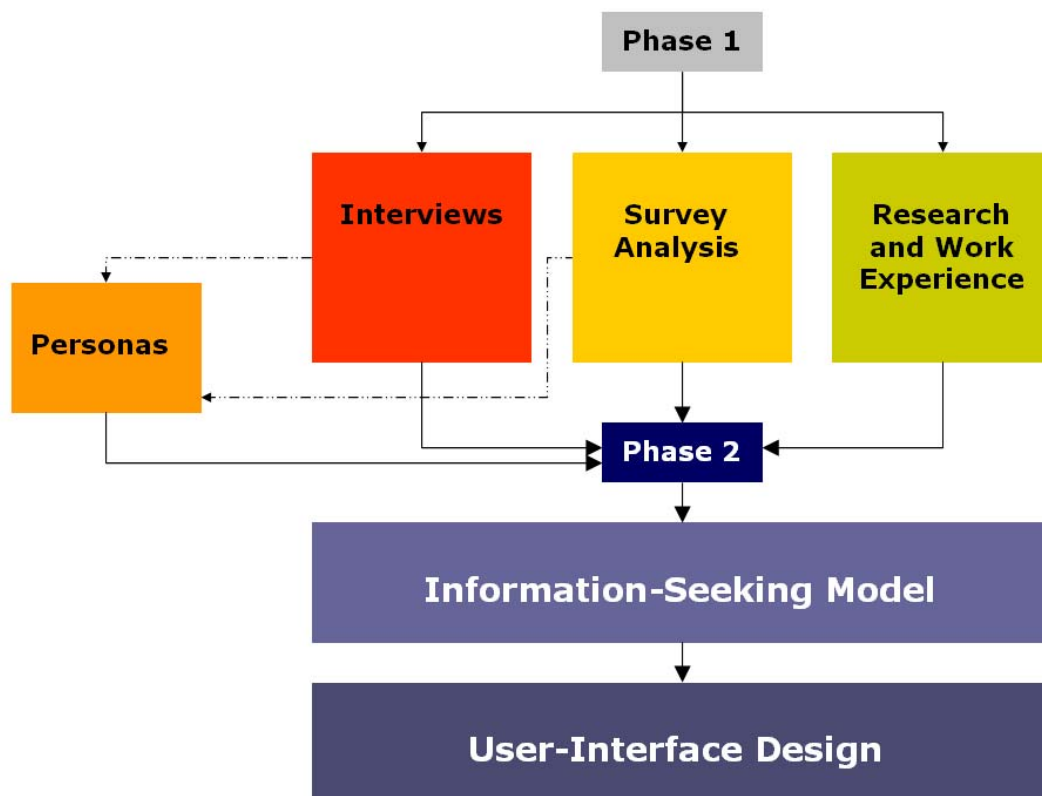 Phase 1
Interviews
Survey
Analysis
Research
and Work
Experience
Personas
Phase 2
Information-Seeking Model
User-Interface Design